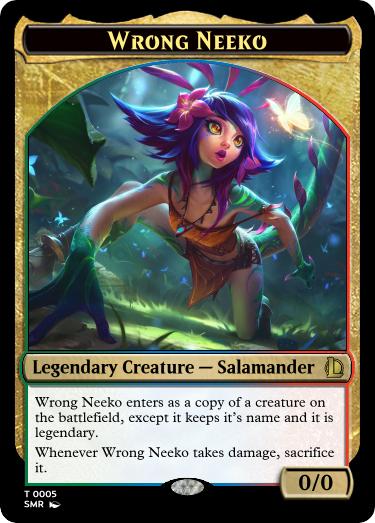 Wrong Neeko
Legendary Creature — Salamander
Wrong Neeko enters as a copy of a creature on
the battlefield, except it keeps it's name and it is
legendary.
Whenever Wrong Neeko takes damage, sacrifice
it.
0/0
T 0005
SMR